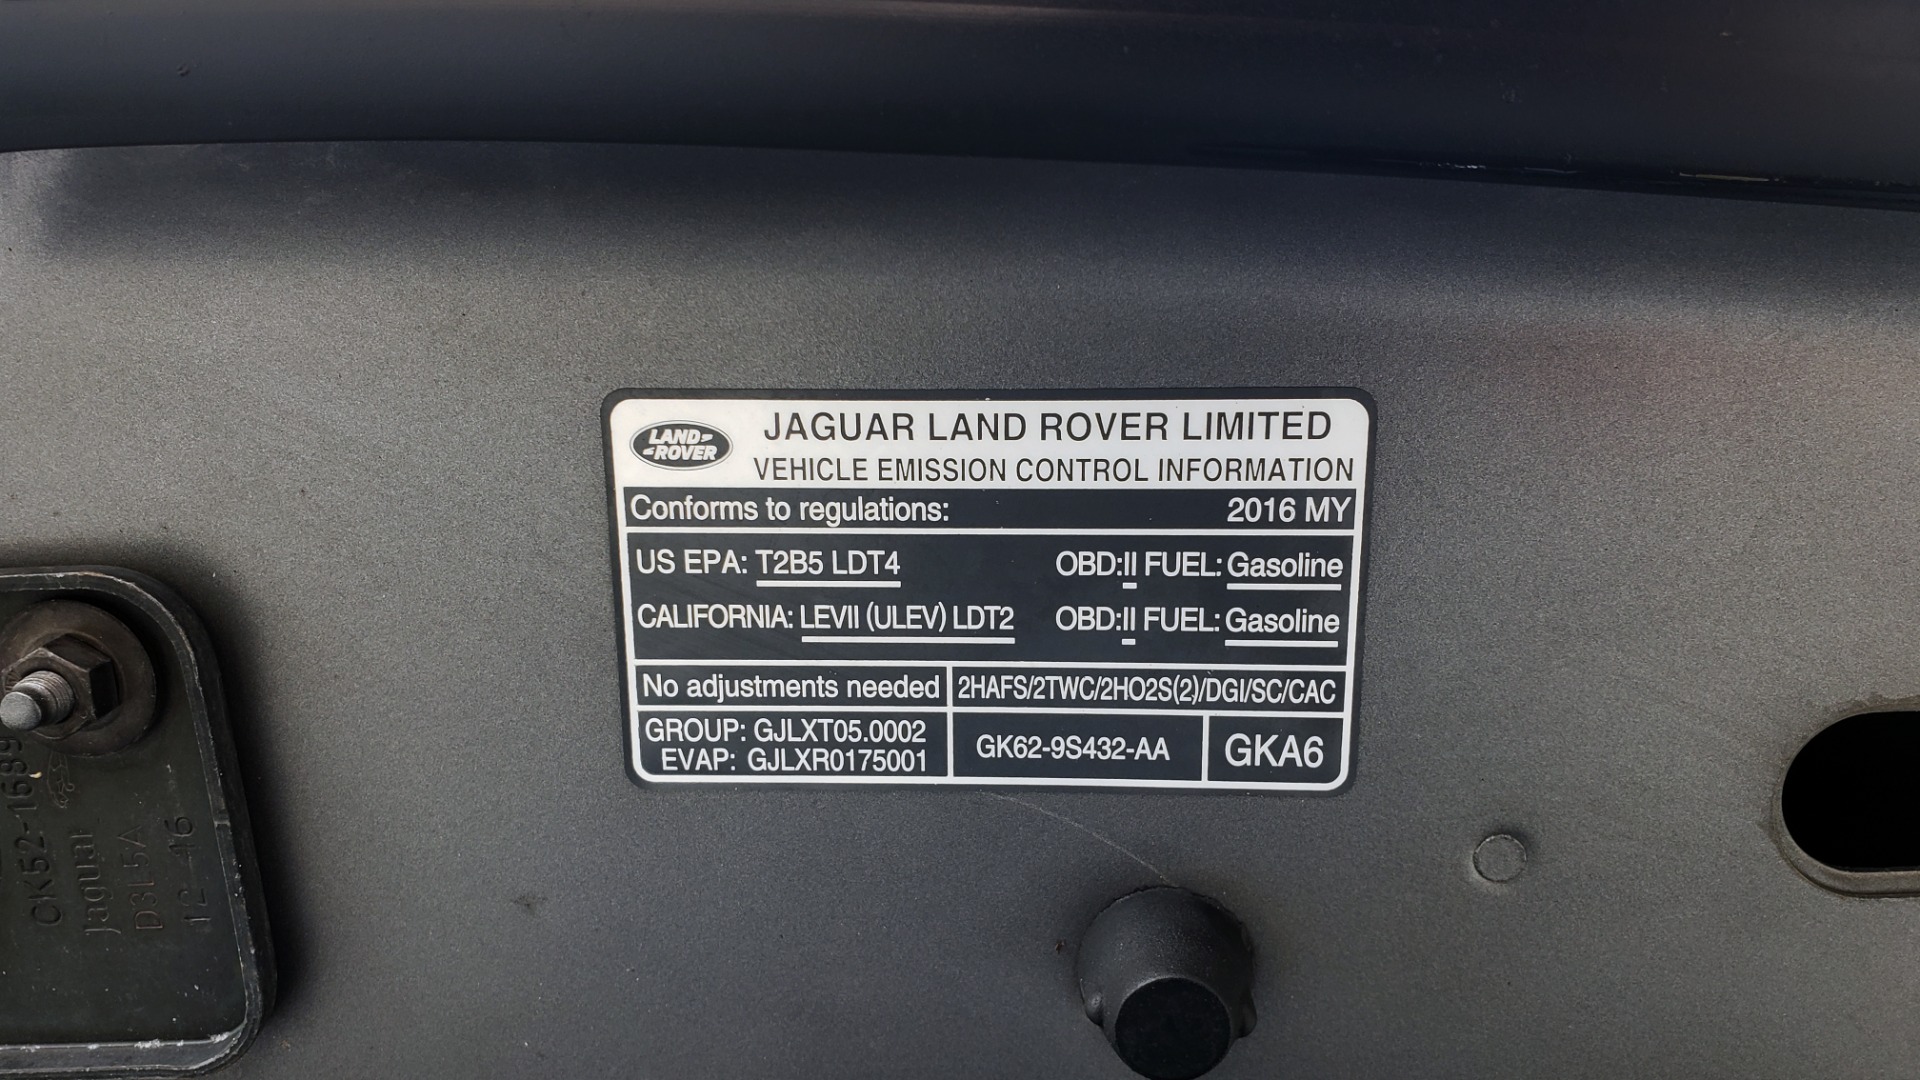 LAND-
-ROVER
JAGUAR LAND ROVER LIMITED
VEHICLE EMISSION CONTROL INFORMATION
Conforms to regulations: 2016 MY
US EPA: T2B5 LDT4 OBD:II FUEL: Gasoline
CALIFORNIA: LEVII (ULEV) LDT2 OBD:II FUEL: Gasoline
No adjustments needed 2HAFS/2TWC/2HO2S(2)/DGI/SC/CAC
GROUP: GJLXT05.0002
EVAP: GJLXR0175001
GK62-9S432-AA
GKA6
Jaguar